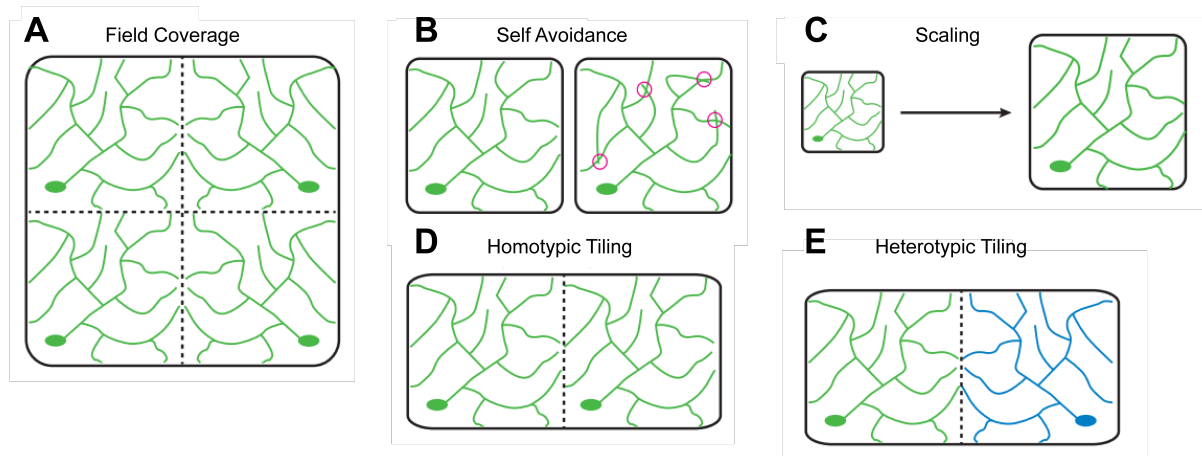 A Field Coverage
B Self Avoidance
C Scaling
D Homotypic Tiling
E Heterotypic Tiling